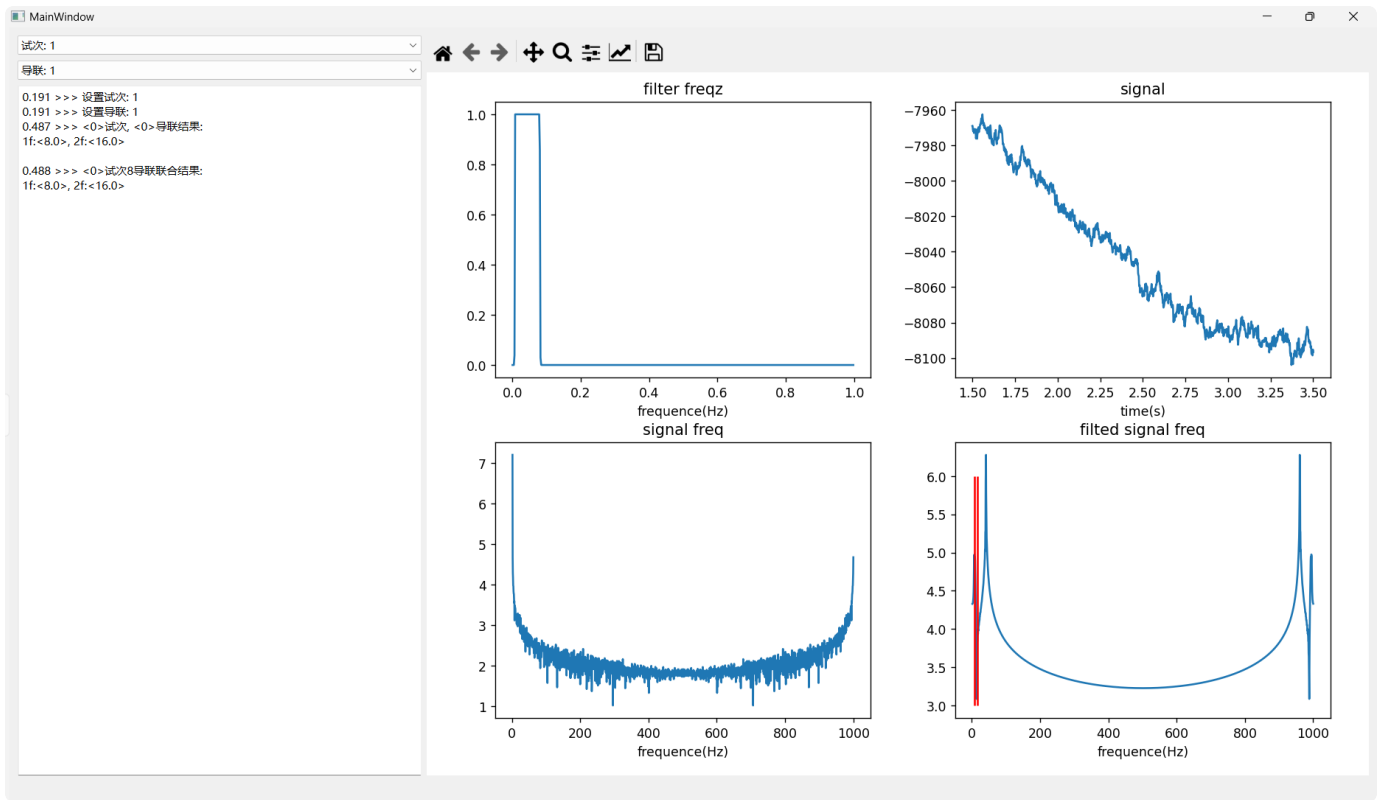 MainWindow
试次: 1
导联: 1
0.191 >>> 设置试次: 1
0.191 >>> 设置导联: 1
0.487 >>> <0>试次, <0>导联结果:
1f:<8.0>, 2f:<16.0>
0.488 >>> <0>试次8导联联合结果:
1f:<8.0>, 2f:<16.0>
filter freqz
1.0
0.8
0.6
0.4
0.2
0.0
0.0 0.2 0.4 0.6 0.8 1.0
frequence(Hz)
signal
−7960
−7980
−8000
−8020
−8040
−8060
−8080
−8100
1.50 1.75 2.00 2.25 2.50 2.75 3.00 3.25 3.50
time(s)
signal freq
7
6
5
4
3
2
1
0 200 400 600 800 1000
frequence(Hz)
filted signal freq
6.0
5.5
5.0
4.5
4.0
3.5
3.0
0 200 400 600 800 1000
frequence(Hz)